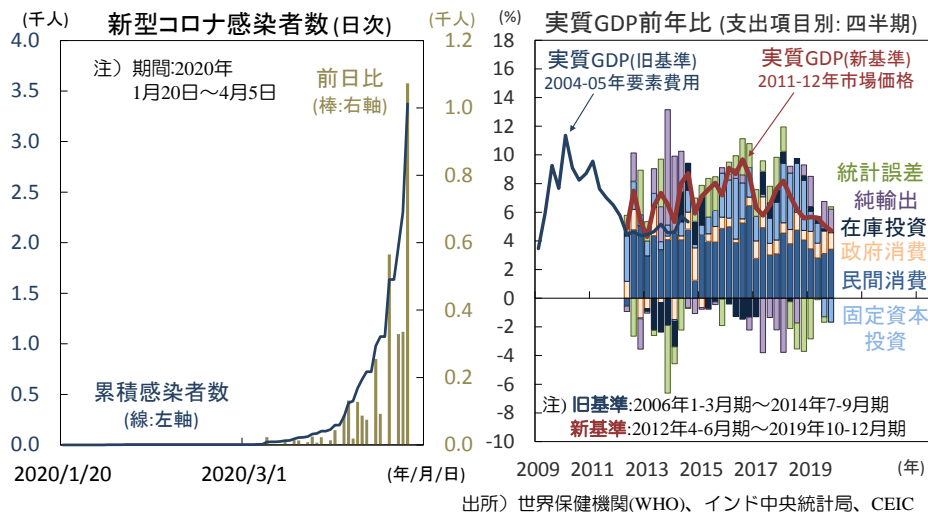 新型コロナ感染者数 (日次)
(千人)
(千人)
4.0
3.5
3.0
2.5
2.0
1.5
1.0
0.5
0.0
1.2
1.0
0.8
0.6
0.4
0.2
0.0
注）期間:2020年
1月20日～4月5日
前日比
(棒:右軸)
累積感染者数
(線:左軸)
2020/1/20
2020/3/1
(年/月/日)
実質GDP前年比 (支出項目別: 四半期)
(%)
18
16
14
12
10
8
6
4
2
0
-2
-4
-6
-8
-10
実質GDP(旧基準)
2004-05年要素費用
実質GDP(新基準)
2011-12年市場価格
統計誤差
純輸出
在庫投資
政府消費
民間消費
固定資本
投資
注) 旧基準:2006年1-3月期～2014年7-9月期
新基準:2012年4-6月期～2019年10-12月期
2009
2011
2013
2015
2017
2019
(年)
出所）世界保健機関(WHO)、インド中央統計局、CEIC